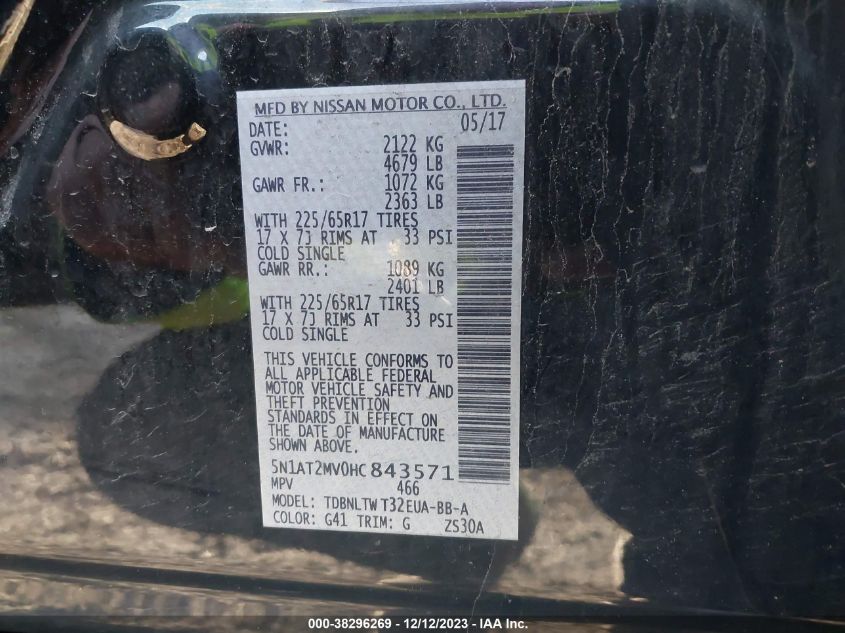 MFD BY NISSAN MOTOR CO., LTD.
DATE: 05/17
GVWR: 2122 KG
4679 LB
GAWR FR.: 1072 KG
2363 LB
WITH 225/65R17 TIRES
17 X 7J RIMS AT 33 PSI
COLD SINGLE
GAWR RR.: 1089 KG
2401 LB
WITH 225/65R17 TIRES
17 X 7J RIMS AT 33 PSI
COLD SINGLE
THIS VEHICLE CONFORMS TO
ALL APPLICABLE FEDERAL
MOTOR VEHICLE SAFETY AND
THEFT PREVENTION
STANDARDS IN EFFECT ON
THE DATE OF MANUFACTURE
SHOWN ABOVE.
5N1AT2MV0HC843571
MPV 466
MODEL: TDBNLTW T32EUA-BB-A
COLOR: G41 TRIM: G ZS30A
000-38296269 - 12/12/2023 - IAA Inc.